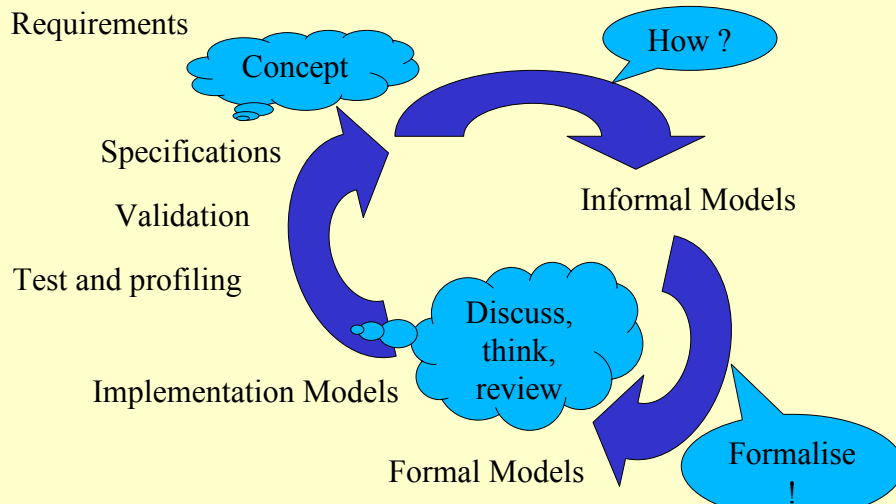 Requirements
How ?
Concept
Specifications
Informal Models
Validation
Test and profiling
Discuss,
think,
review
Implementation Models
Formal Models
Formalise
!